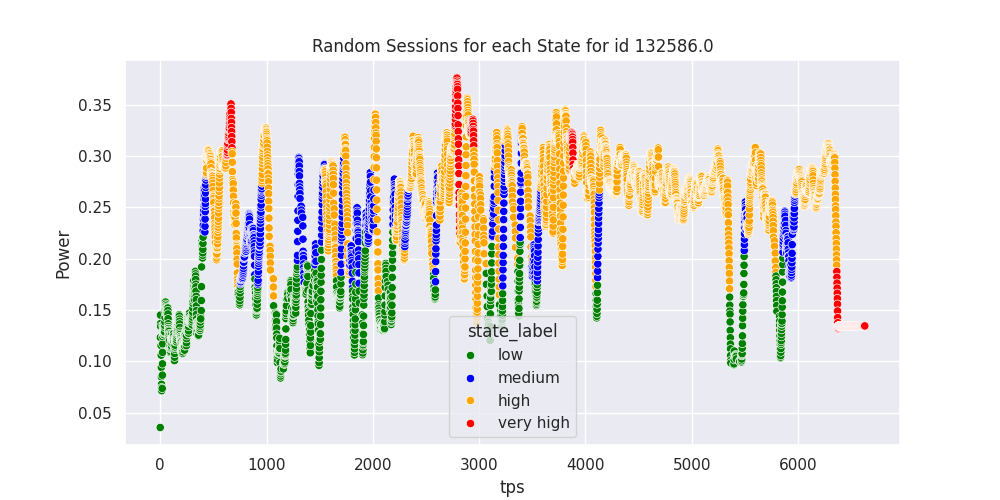 Random Sessions for each State for id 132586.0
Power
0.35
0.30
0.25
0.20
0.15
0.10
0.05
state_label
low
medium
high
very high
0 1000 2000 3000 4000 5000 6000
tps